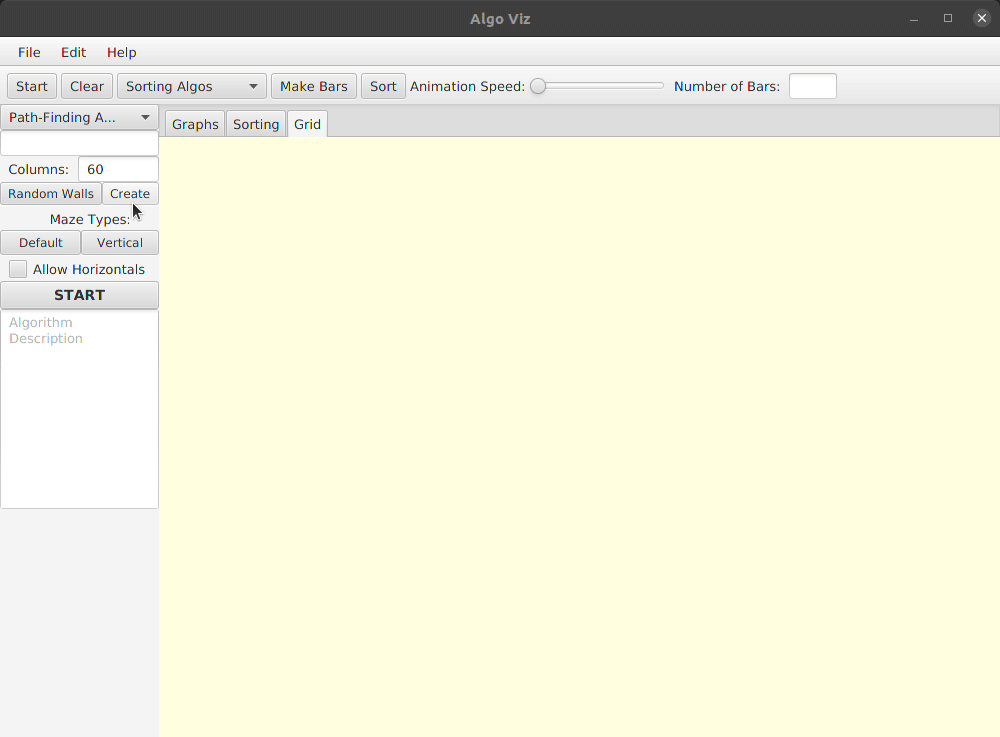 Algo Viz
File Edit Help
Start Clear Sorting Algos Make Bars Sort Animation Speed: Number of Bars:
Path-Finding A... Graphs Sorting Grid
Columns: 60
Random Walls Create
Maze Types:
Default Vertical
Allow Horizontals
START
Algorithm
Description